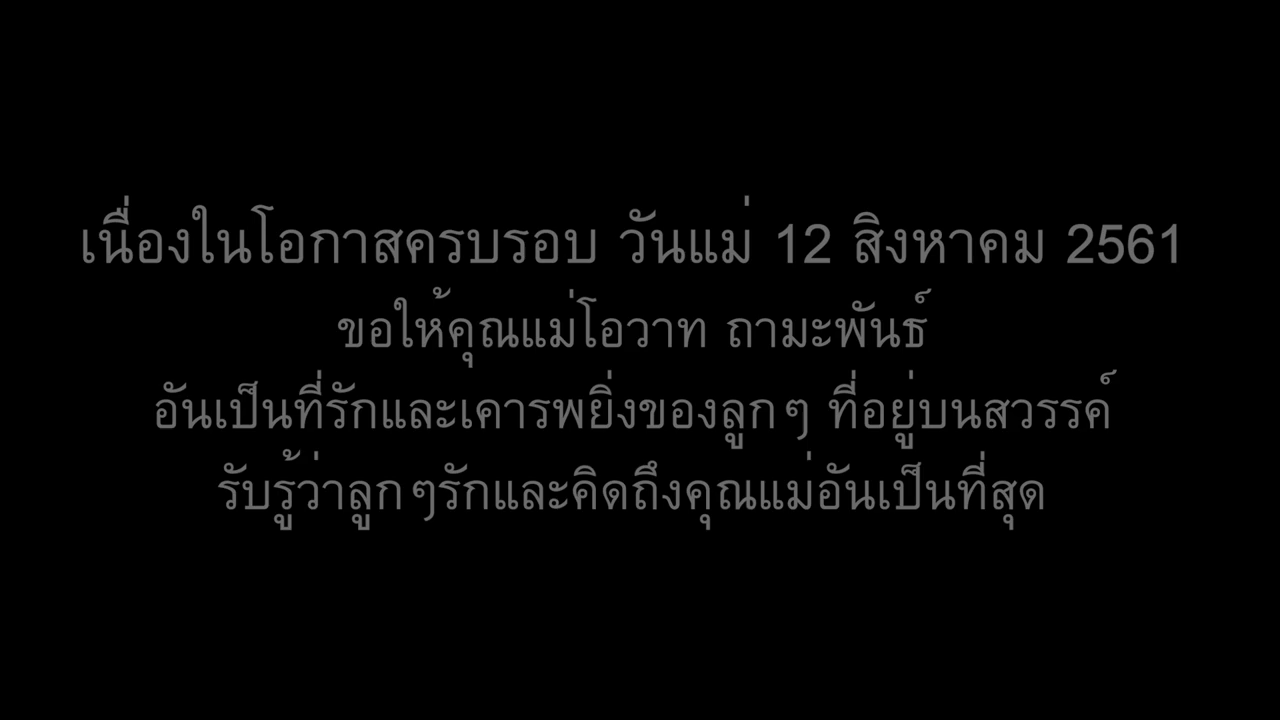 เนื่องในโอกาสครบรอบ วันแม่ 12 สิงหาคม 2561
ขอให้คุณแม่โอวาท ถามะพันธ์
อันเป็นที่รักและเคารพยิ่งของลูกๆ ที่อยู่บนสวรรค์
รับรู้ว่าลูกๆรักและคิดถึงคุณแม่อันเป็นที่สุด